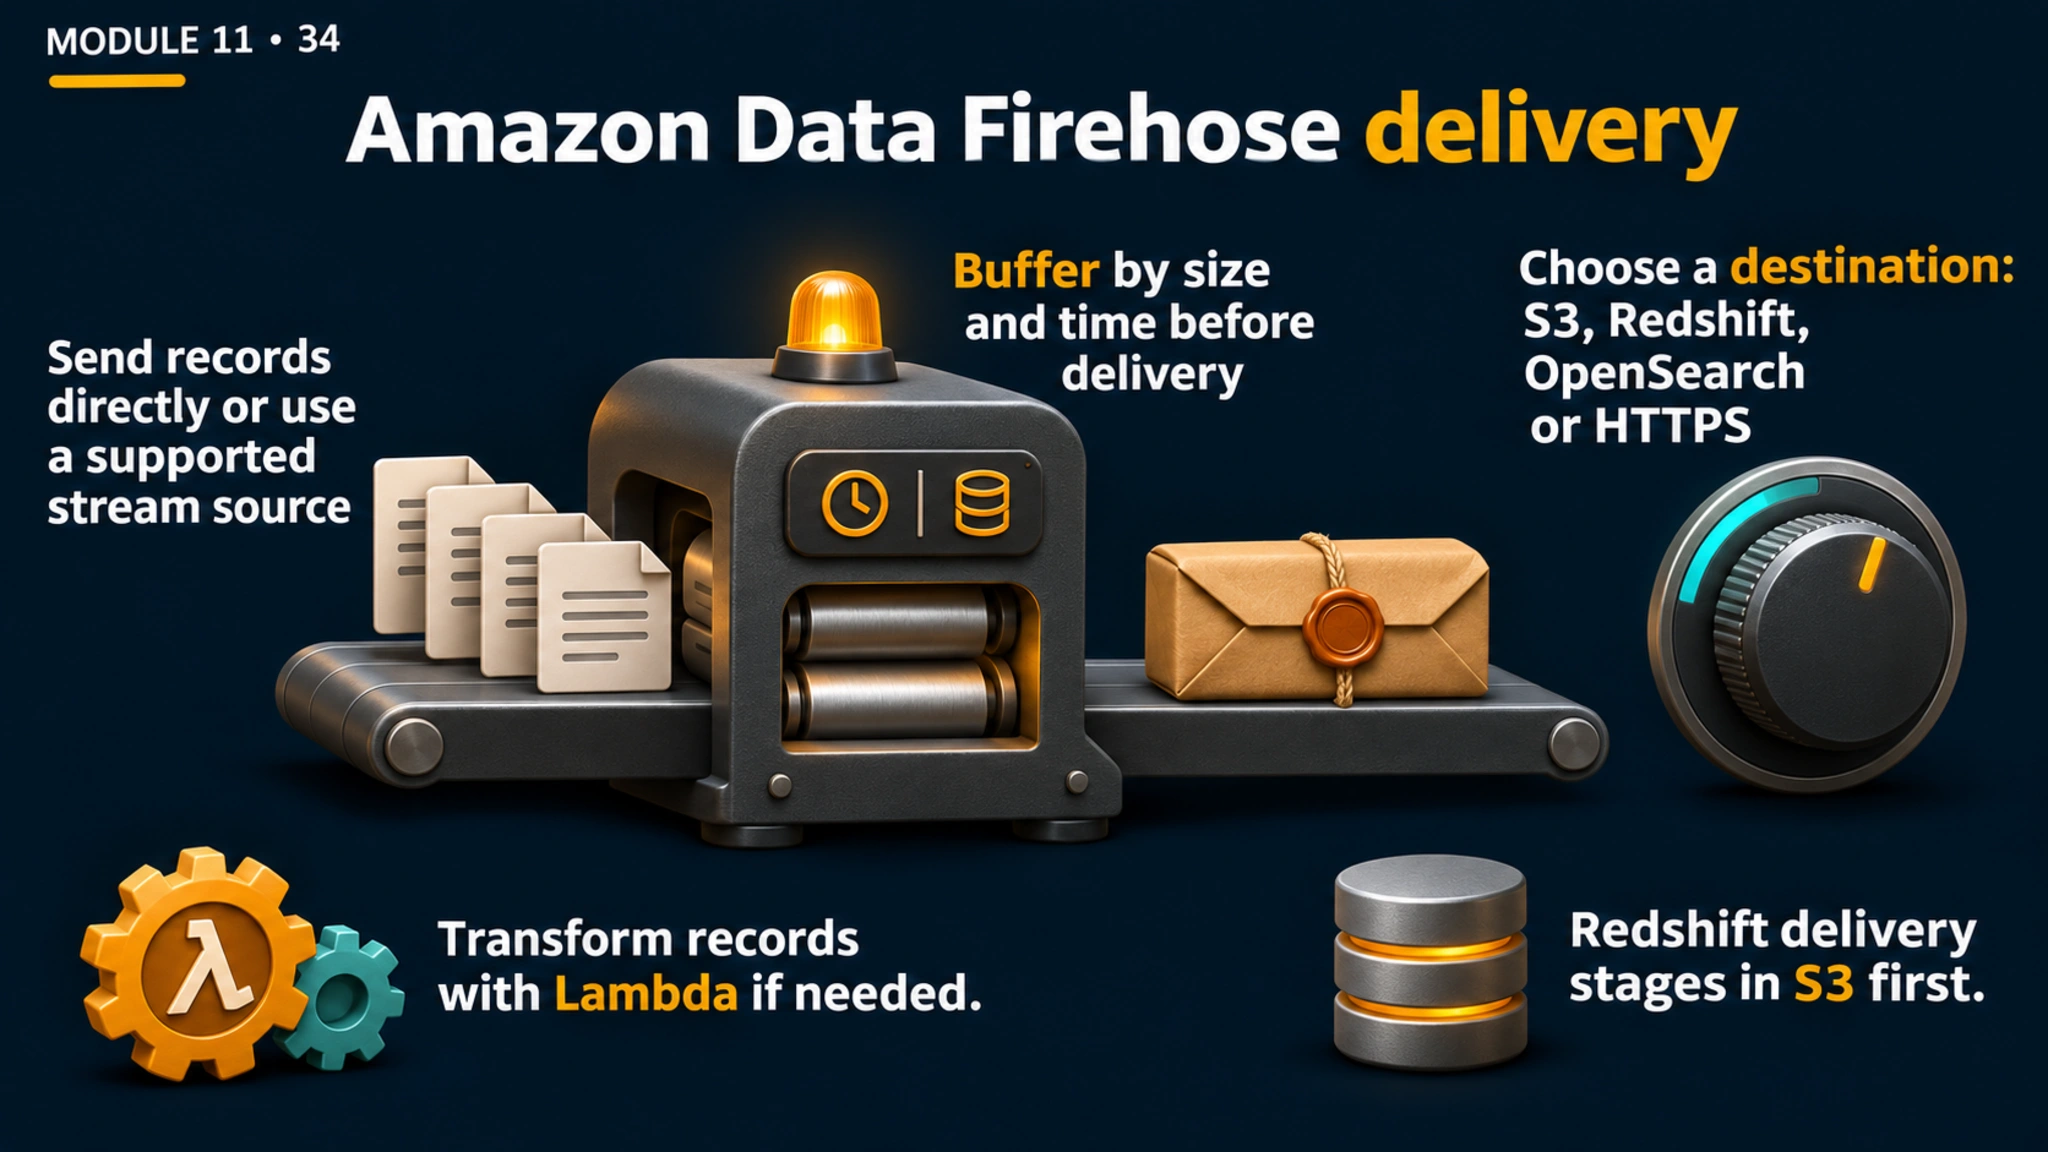 MODULE 11 • 34
Amazon Data Firehose delivery
Send records
directly or use
a supported
stream source
Buffer by size
and time before
delivery
Choose a destination:
S3, Redshift,
OpenSearch
or HTTPS
λ
Transform records
with Lambda if needed.
Redshift delivery
stages in S3 first.